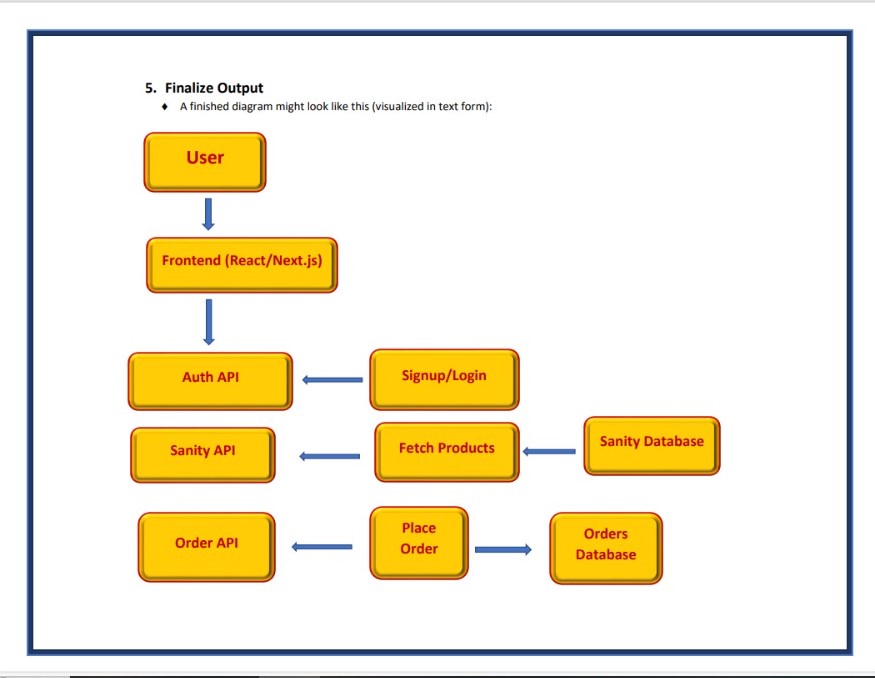 5. Finalize Output
♦ A finished diagram might look like this (visualized in text form):
User
Frontend (React/Next.js)
Auth API
Signup/Login
Sanity API
Fetch Products
Sanity Database
Order API
Place
Order
Orders
Database